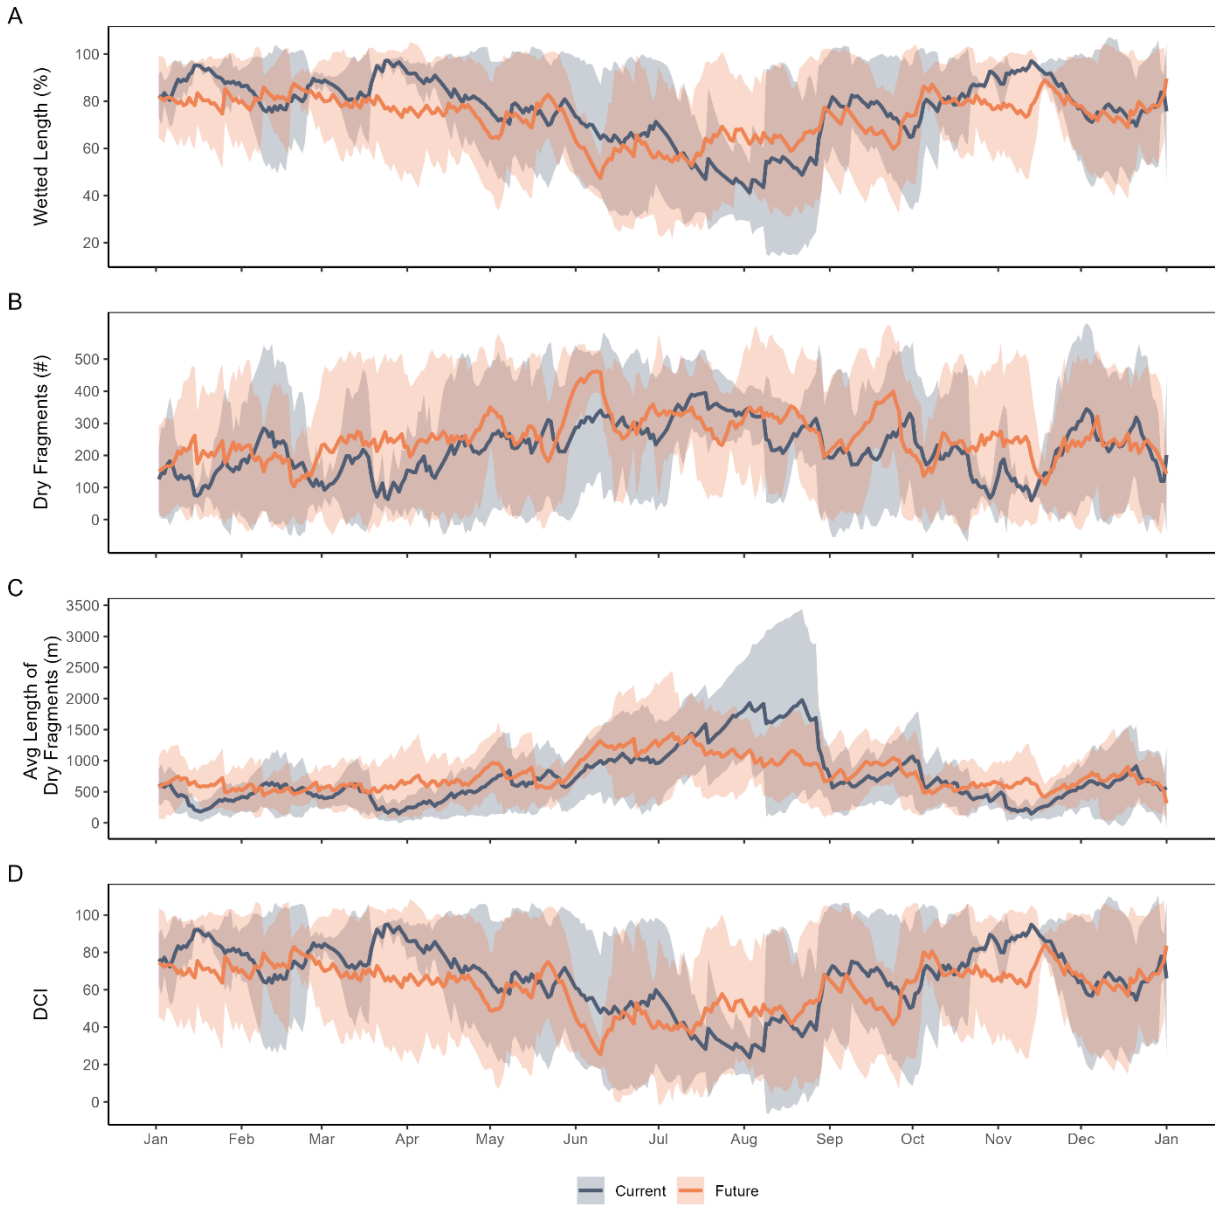 A
Wetted Length (%)
100
80
60
40
20
B
Dry Fragments (#)
500
400
300
200
100
0
C
Avg Length of
Dry Fragments (m)
3500
3000
2500
2000
1500
1000
500
0
D
DCI
100
80
60
40
20
0
Jan Feb Mar Apr May Jun Jul Aug Sep Oct Nov Dec Jan
Current Future